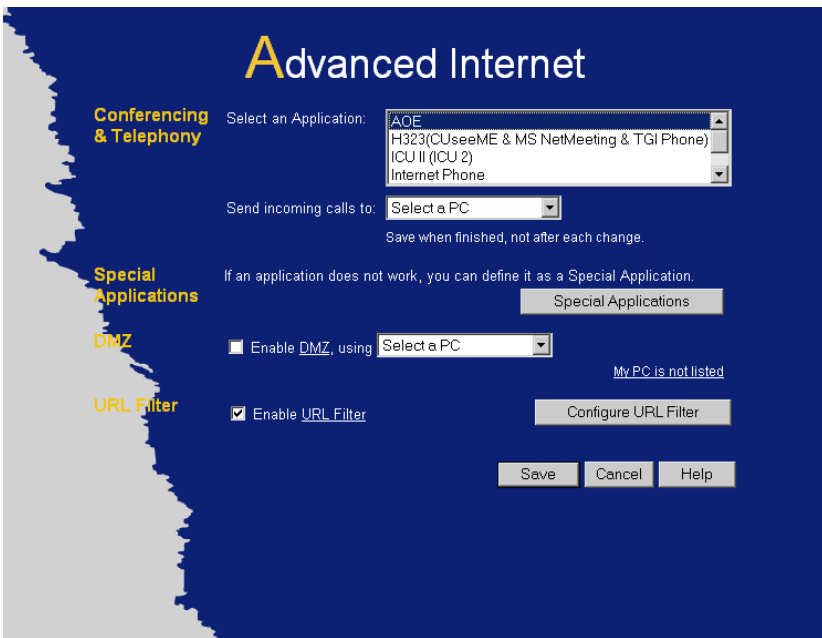 Advanced Internet
Conferencing & Telephony
Select an Application:
AOE
H323(CUseeME & MS NetMeeting & TGI Phone)
ICU II (ICU 2)
Internet Phone
Send incoming calls to: Select a PC
Save when finished, not after each change.
Special Applications
If an application does not work, you can define it as a Special Application.
Special Applications
DMZ
Enable DMZ, using Select a PC
My PC is not listed
URL Filter
Enable URL Filter
Configure URL Filter
Save Cancel Help